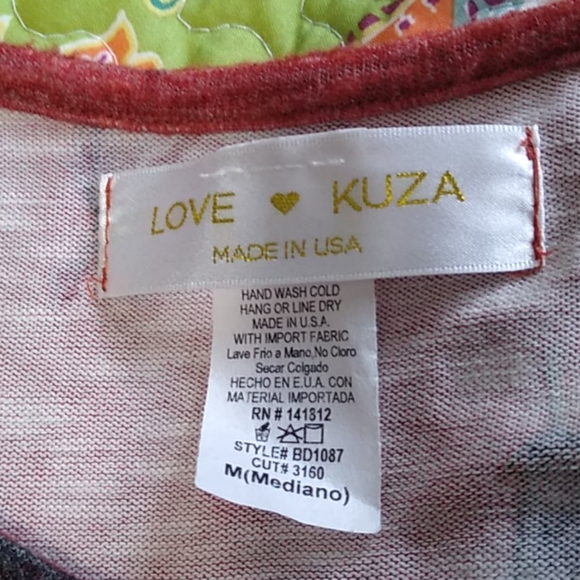 LOVE ♥ KUZA
MADE IN USA
HAND WASH COLD
HANG OR LINE DRY
MADE IN U.S.A.
WITH IMPORT FABRIC
Lave Frio a Mano, No Cloro
Secar Colgado
HECHO EN E.U.A. CON
MATERIAL IMPORTADA
RN # 141812
STYLE# BD1087
CUT# 3160
M(Mediano)